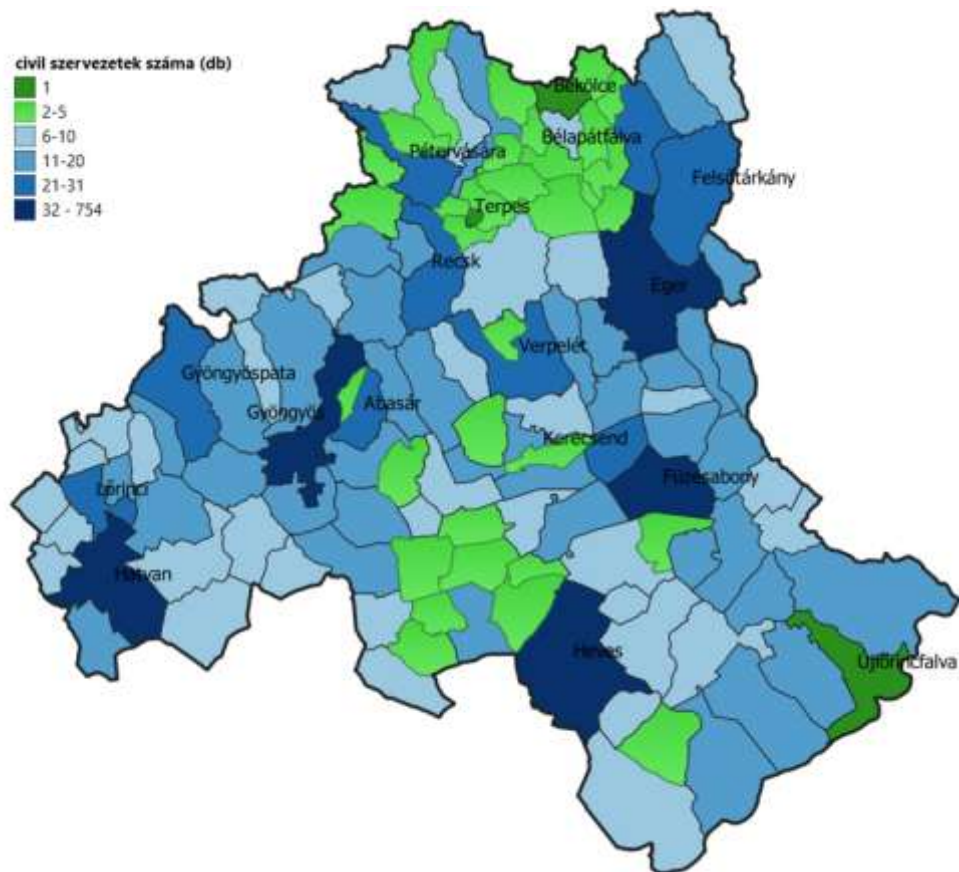 civil szervezetek száma (db)
1
2-5
6-10
11-20
21-31
32 - 754
Bekölce
Bélapátfalva
Pétervására
Felsőtárkány
Terpes
Recsk
Eger
Verpelét
Gyöngyöspata
Gyöngyös
Abasár
Kerecsend
Füzesabony
Lőrinci
Hatvan
Heves
Újlőrincfalva